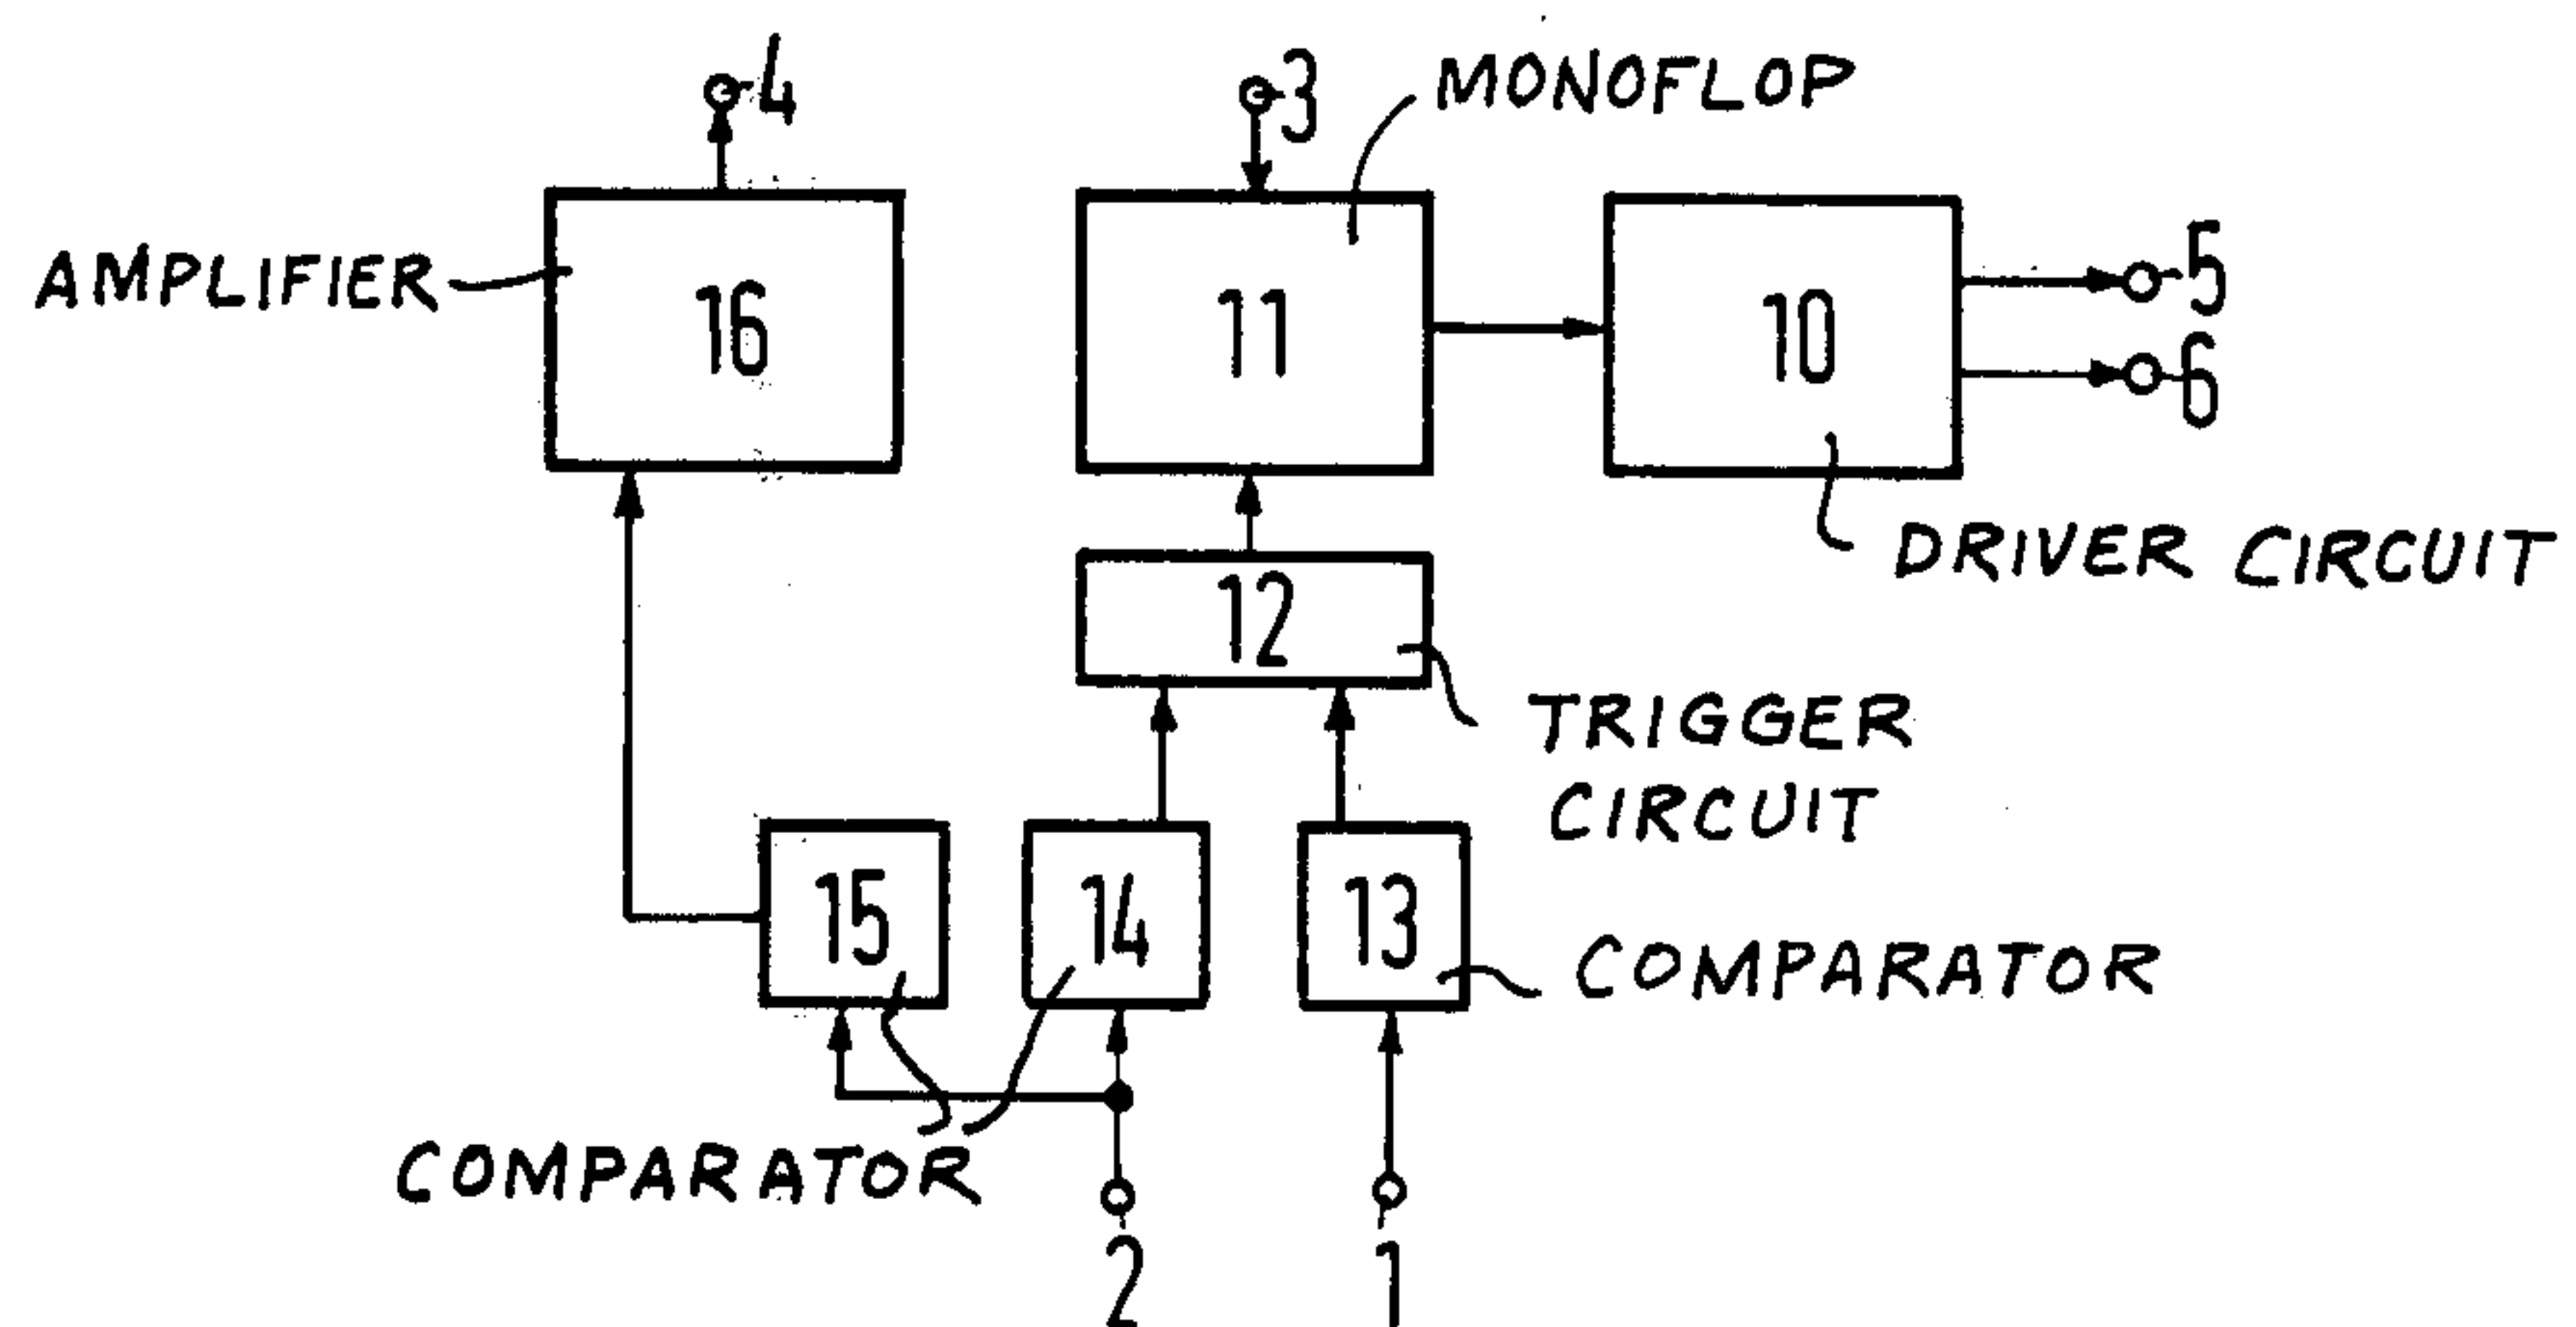 4
3
MONOFLOP
AMPLIFIER
16
11
10
5
6
DRIVER CIRCUIT
12
TRIGGER
CIRCUIT
15
14
13
COMPARATOR
COMPARATOR
2
1